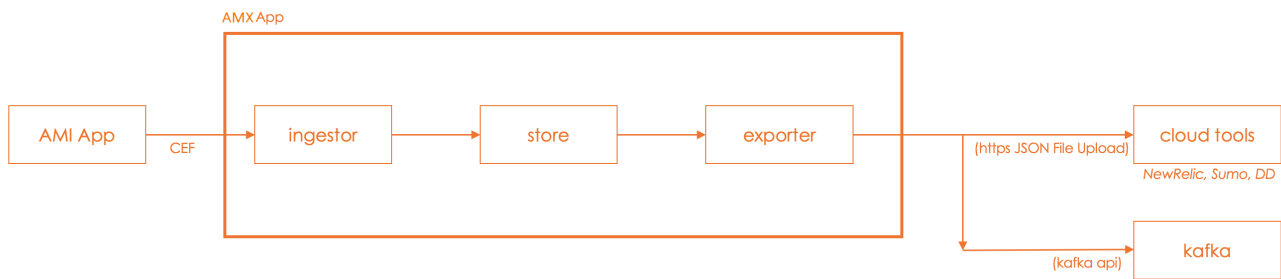 AMX App
AMI App
CEF
ingestor
store
exporter
(https JSON File Upload)
cloud tools
NewRelic, Sumo, DD
(kafka api)
kafka